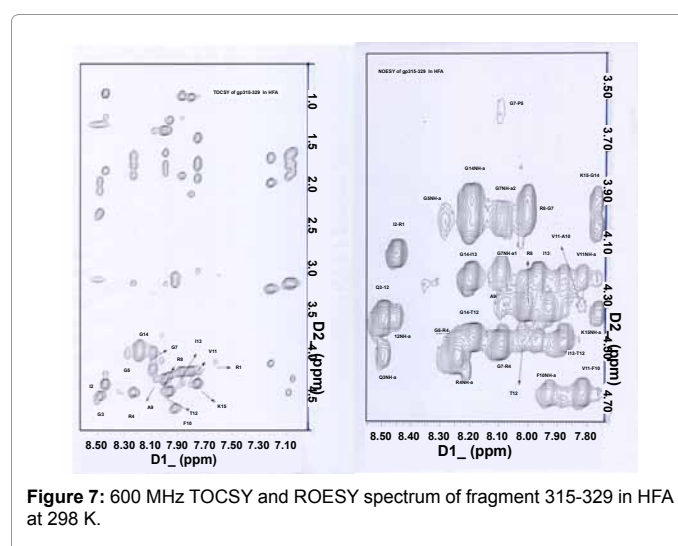 TOCSY of gp315-329 In HFA
1.0
1.5
2.0
2.5
3.0
3.5
4.0
4.5
D2_ (ppm)
G14
G7
I13
R8
V11
G5
R1
I2
G3
R4
A9
T12
K15
F10
8.50 8.30 8.10 7.90 7.70 7.50 7.30 7.10
D1_ (ppm)
NOESY of gp315-329 In HFA
3.50
3.70
3.90
4.10
4.30
4.70
D2_ (ppm)
G7-P5
G14NH-a
K15-G14
G7NH-a2
G5NH-a
R8-G7
I2-R1
V11-A10
G14-I13
G7NH-a1
R8
I13
V11NH-a
Q3-12
A9
G14-T12
12NH-a
G5-R4
K15NH-a
Q3NH-a
R4NH-a
G7-R4
I13-T12
T12
F10NH-a
V11-F10
8.50 8.40 8.30 8.20 8.10 8.00 7.90 7.80
D1_ (ppm)
Figure 7: 600 MHz TOCSY and ROESY spectrum of fragment 315-329 in HFA
at 298 K.